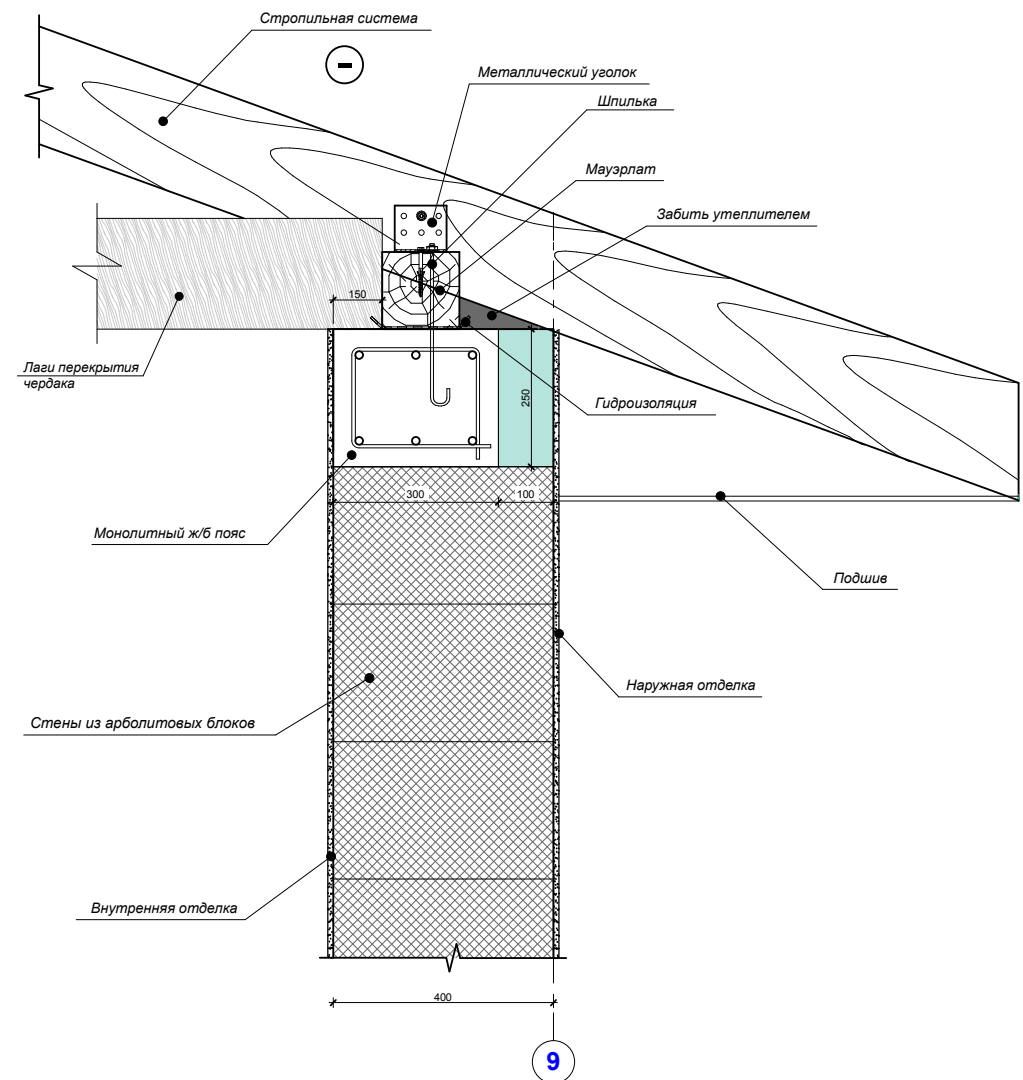 Стропильная система
-
Металлический уголок
Шпилька
Мауэрлат
Забить утеплителем
150
Лаги перекрытия
чердака
250
Гидроизоляция
300
100
Монолитный ж/б пояс
Подшив
Наружная отделка
Стены из арболитовых блоков
Внутренняя отделка
400
9